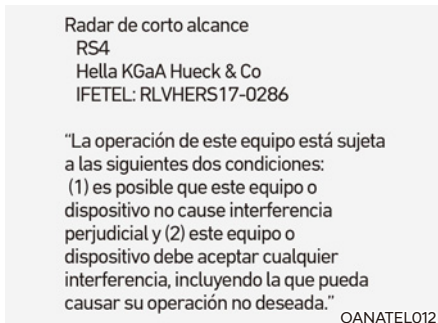 Radar de corto alcance
RS4
Hella KGaA Hueck & Co
IFETEL: RLVHERS17-0286
“La operación de este equipo está sujeta
a las siguientes dos condiciones:
(1) es posible que este equipo o
dispositivo no cause interferencia
perjudicial y (2) este equipo o
dispositivo debe aceptar cualquier
interferencia, incluyendo la que pueda
causar su operación no deseada.”
OANATEL012